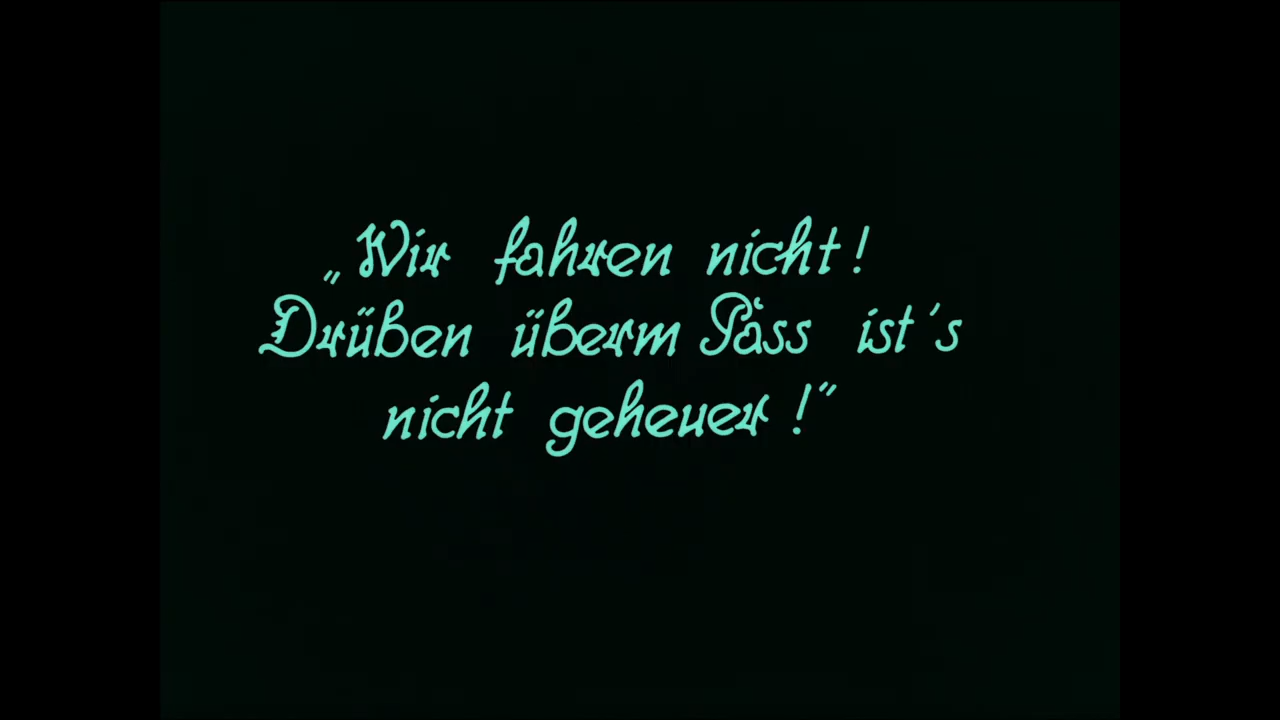 „Wir fahren nicht!
Drüben überm Pass ist's
nicht geheuer!”